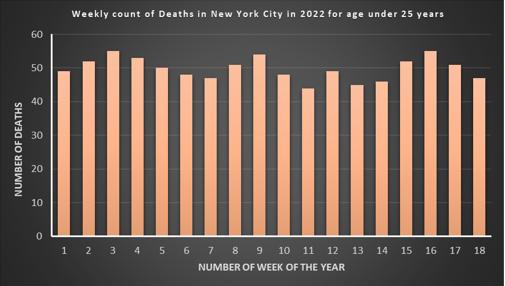 Weekly count of Deaths in New York City in 2022 for age under 25 years
60
50
40
30
20
10
0
NUMBER OF DEATHS
1 2 3 4 5 6 7 8 9 10 11 12 13 14 15 16 17 18
NUMBER OF WEEK OF THE YEAR